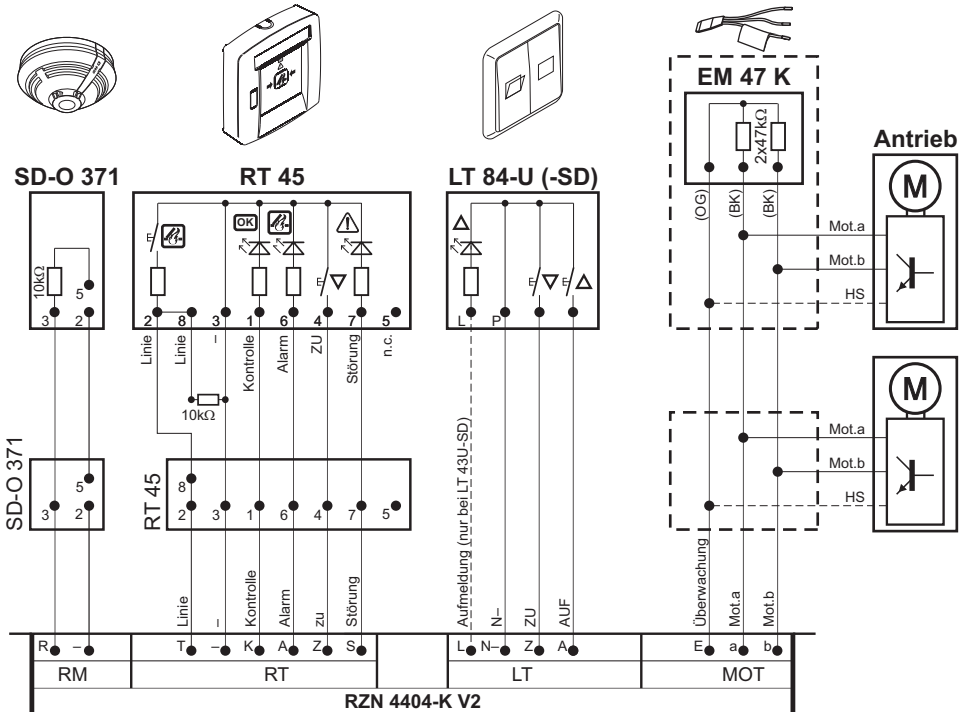 EM 47 K
2x47kΩ
(OG)
(BK)
(BK)
Antrieb
M
Mot.a
Mot.b
HS
SD-O 371
10kΩ
5
3
2
RT 45
OK
2
8
3
1
6
4
7
5
Linie
Linie
–
Kontrolle
Alarm
ZU
Störung
n.c.
10kΩ
LT 84-U (-SD)
L
P
M
Mot.a
Mot.b
HS
SD-O 371
5
3
2
RT 45
8
2
3
1
6
4
7
5
Linie
–
Kontrolle
Alarm
zu
Störung
Aufmeldung (nur bei LT 43U-SD)
N–
ZU
AUF
Überwachung
Mot.a
Mot.b
R
–
T
–
K
A
Z
S
L
N–
Z
A
E
a
b
RM
RT
LT
MOT
RZN 4404-K V2